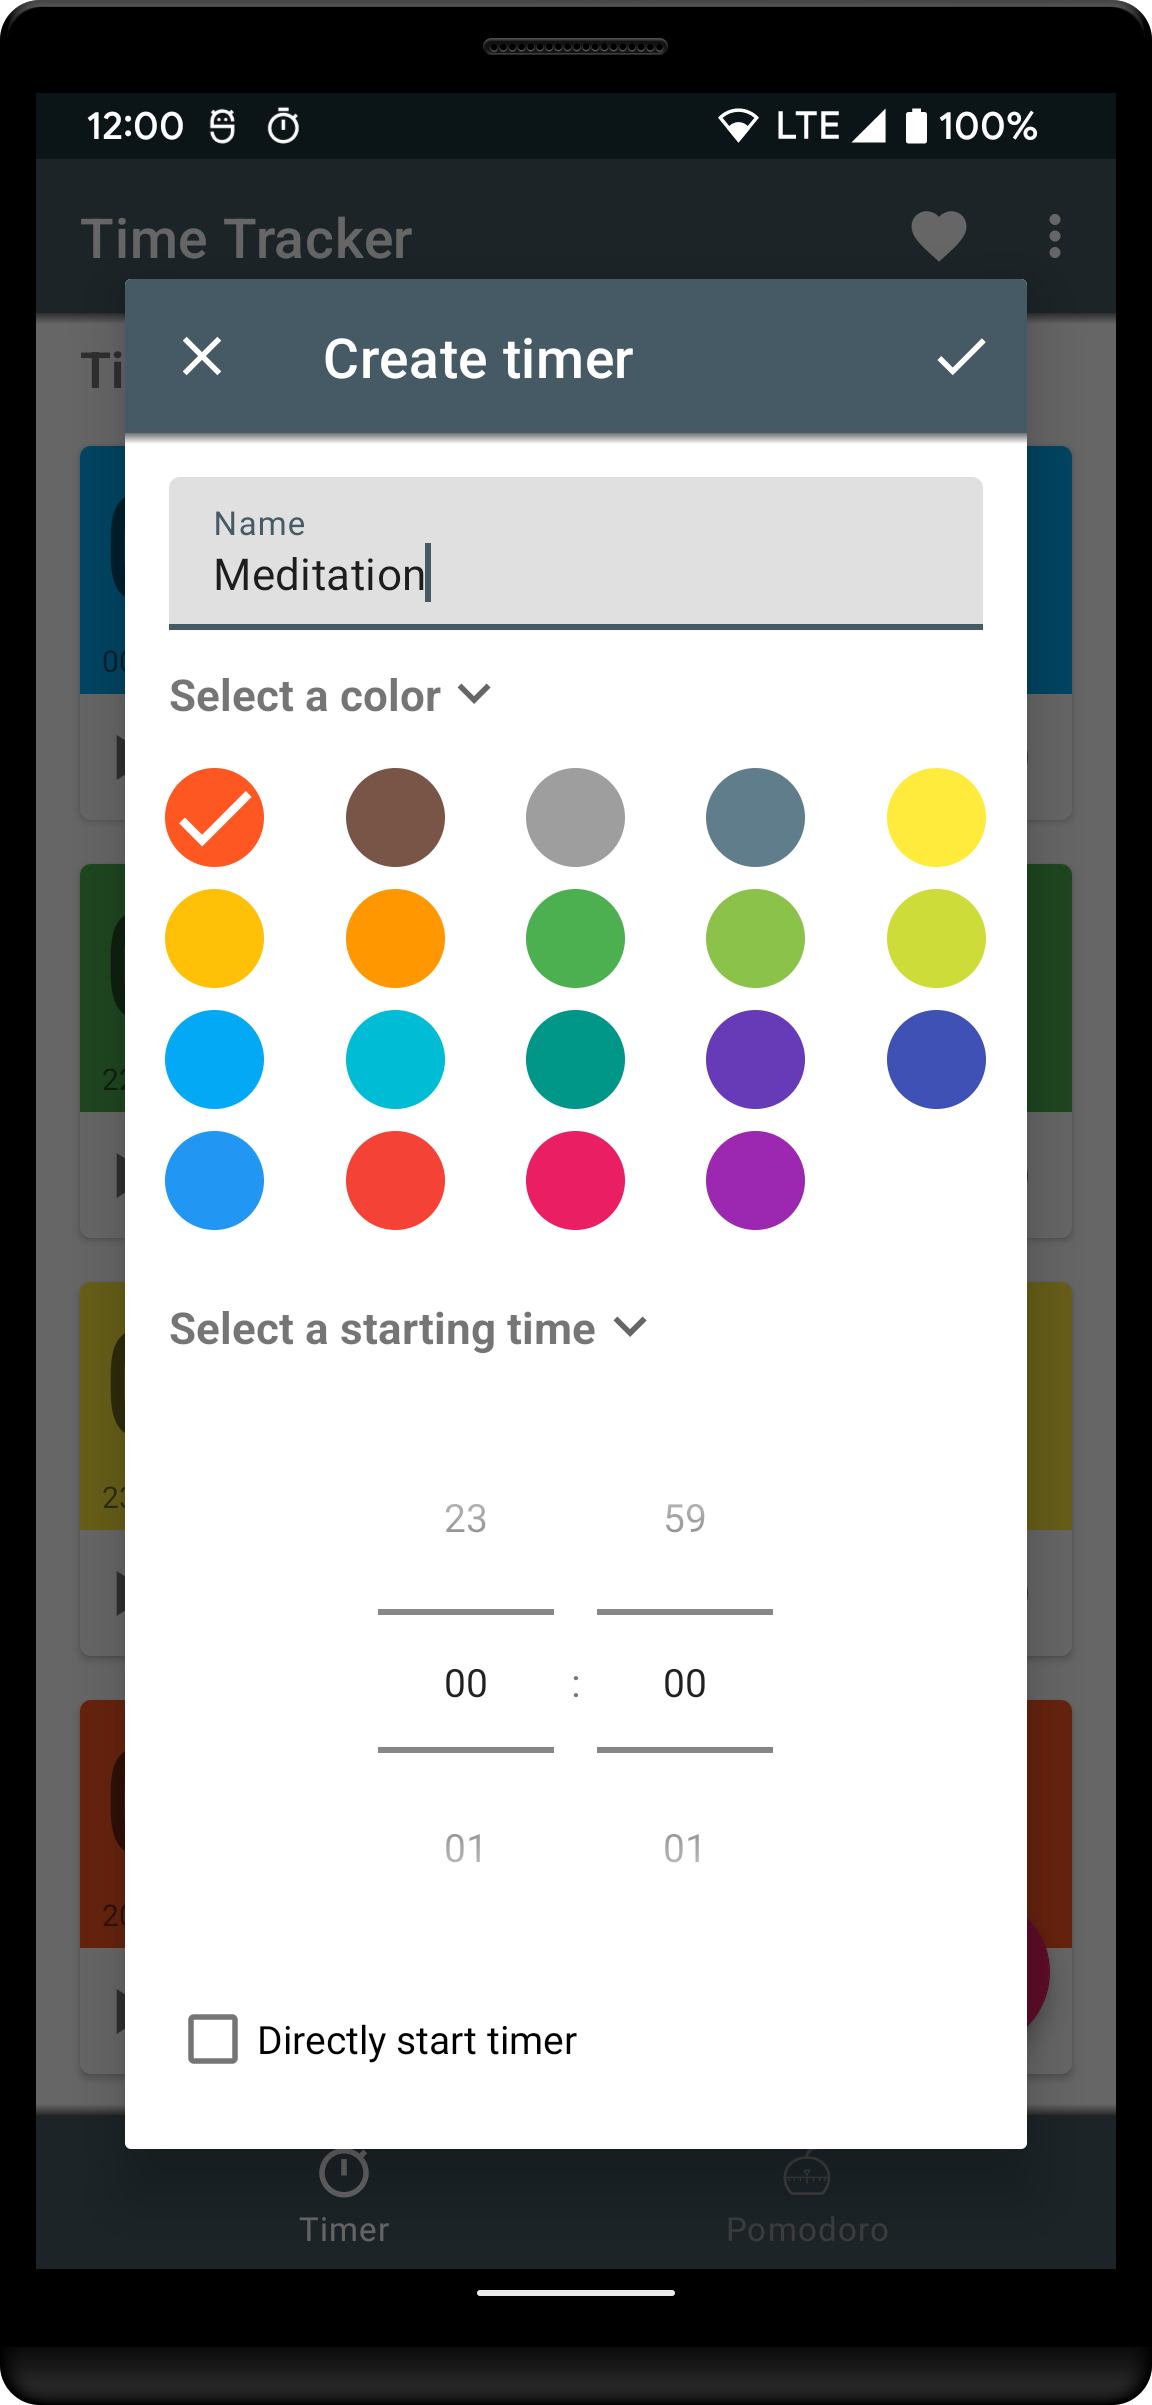 12:00 LTE 100%
Time Tracker
Create timer
Name
Meditation
Select a color
Select a starting time
23 59
00 : 00
01 01
Directly start timer
Timer Pomodoro